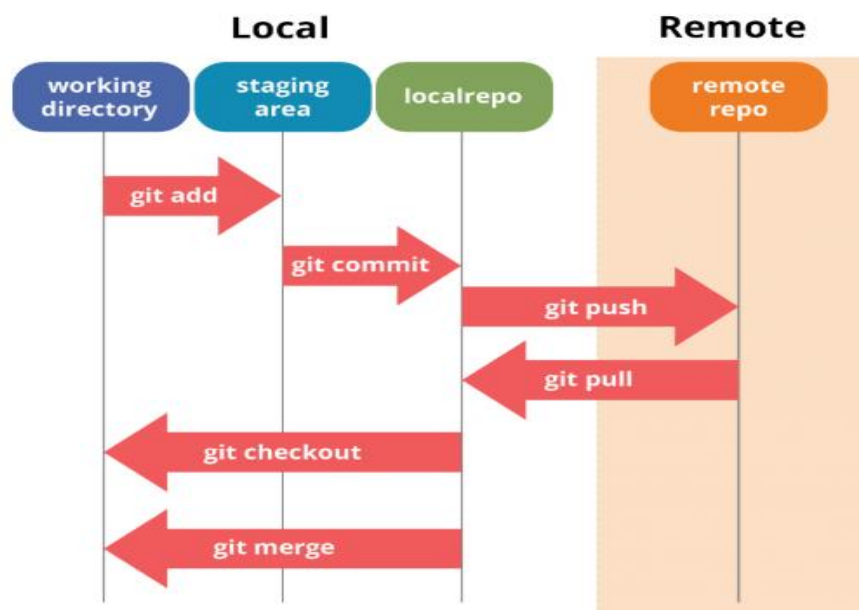 Local
Remote
working
directory
staging
area
localrepo
remote
repo
git add
git commit
git push
git pull
git checkout
git merge